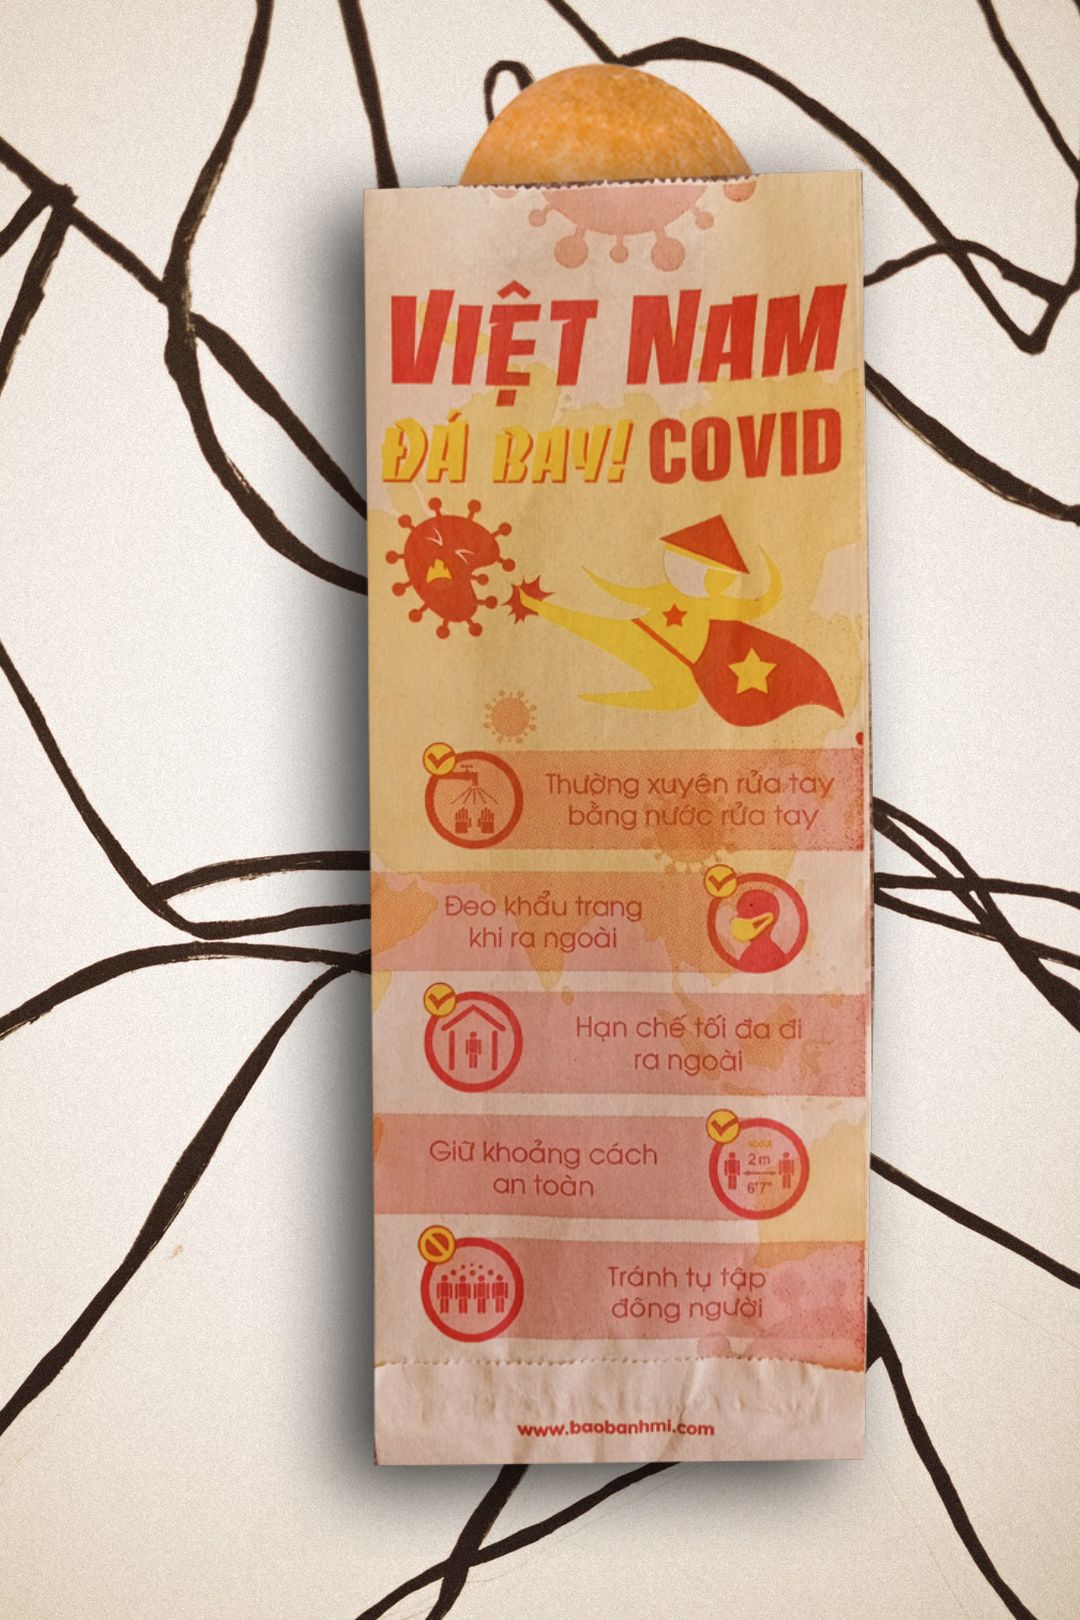 VIỆT NAM
ĐÁ BAY! COVID
Thường xuyên rửa tay
bằng nước rửa tay
Đeo khẩu trang
khi ra ngoài
Hạn chế tối đa đi
ra ngoài
Giữ khoảng cách
an toàn
about
2m
6'7"
Tránh tụ tập
đông người
www.baobanhmi.com